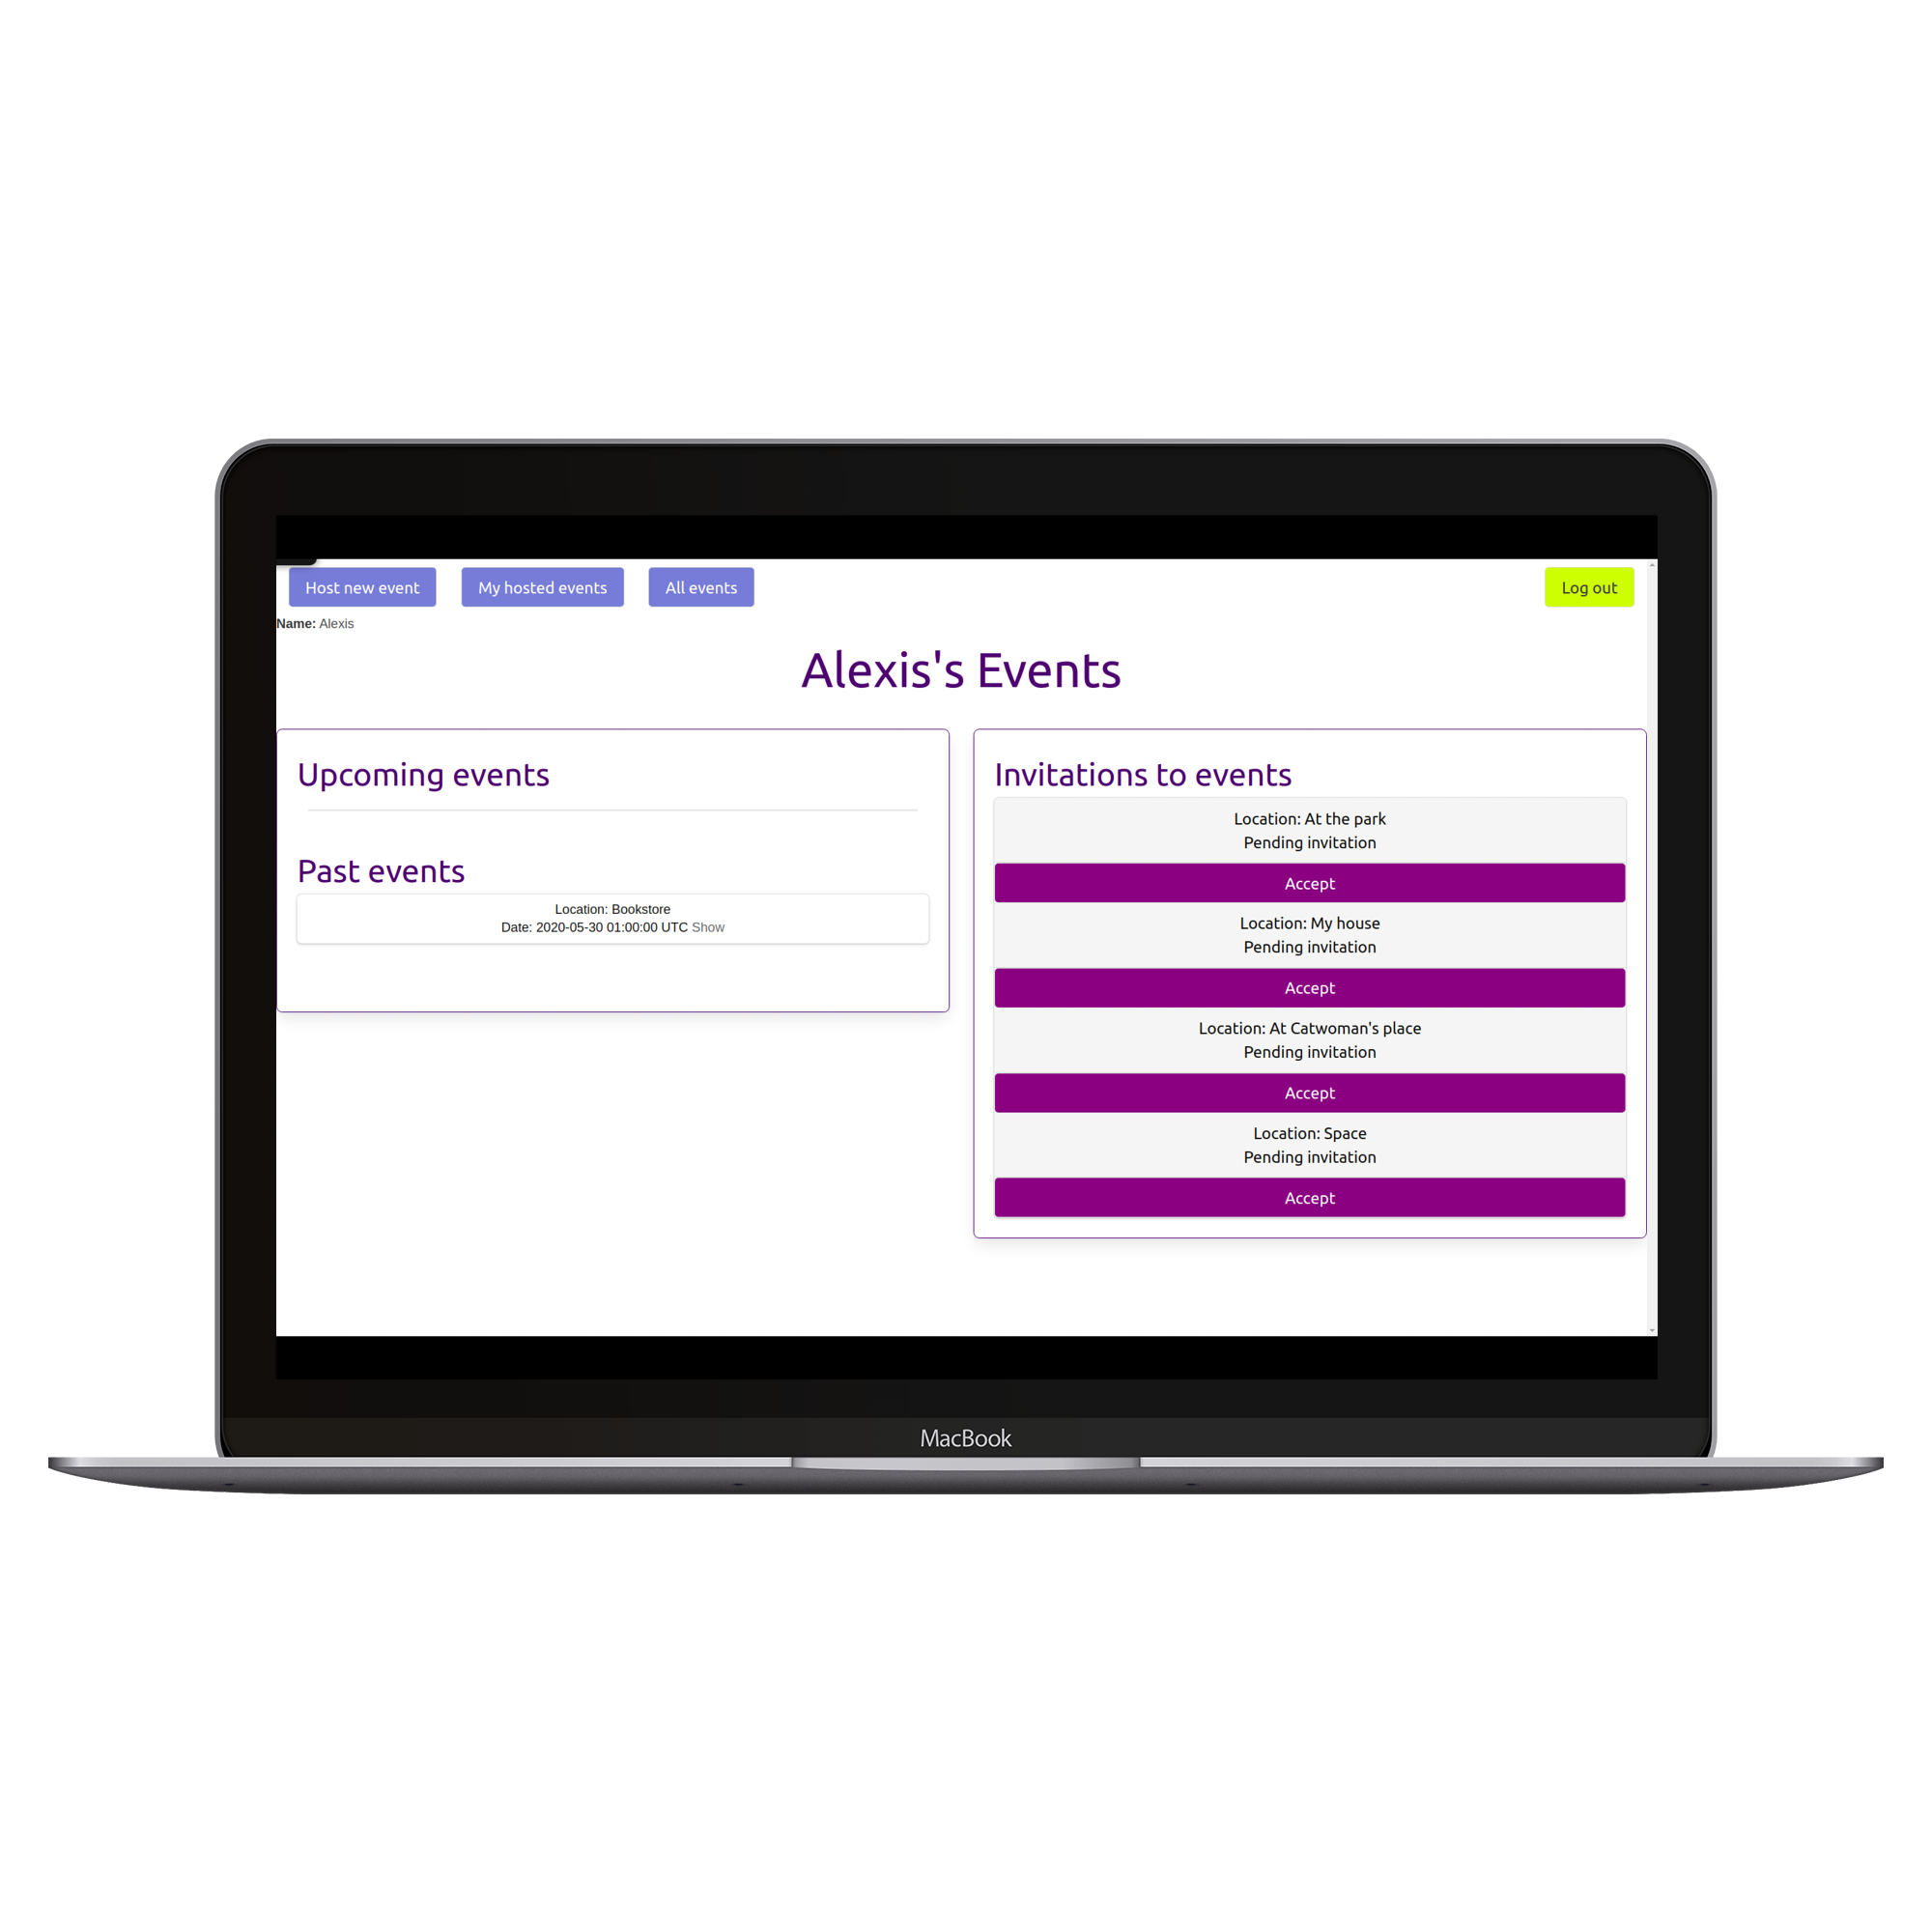 Host new event
My hosted events
All events
Log out
Name: Alexis
Alexis's Events
Upcoming events
Past events
Location: Bookstore
Date: 2020-05-30 01:00:00 UTC Show
Invitations to events
Location: At the park
Pending invitation
Accept
Location: My house
Pending invitation
Accept
Location: At Catwoman's place
Pending invitation
Accept
Location: Space
Pending invitation
Accept
MacBook